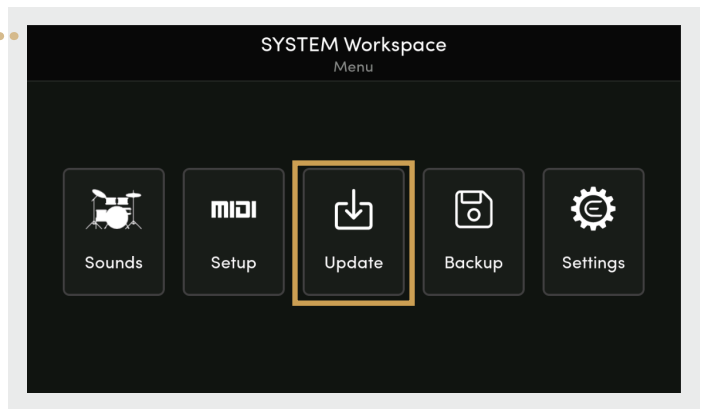 SYSTEM Workspace
Menu
MIDI
Sounds
Setup
Update
Backup
Settings